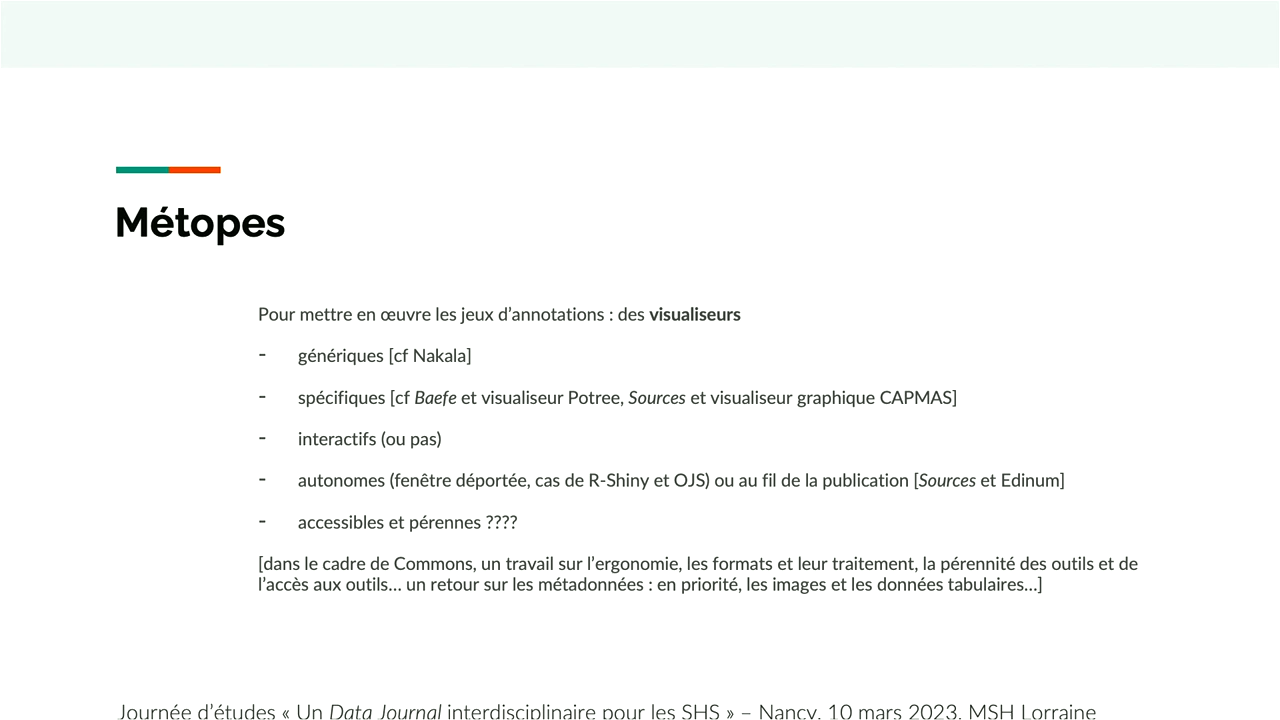 Métopes
Pour mettre en œuvre les jeux d’annotations : des visualiseurs
- génériques [cf Nakala]
- spécifiques [cf Baefe et visualiseur Potree, Sources et visualiseur graphique CAPMAS]
- interactifs (ou pas)
- autonomes (fenêtre déportée, cas de R-Shiny et OJS) ou au fil de la publication [Sources et Edinum]
- accessibles et pérennes ????
[dans le cadre de Commons, un travail sur l’ergonomie, les formats et leur traitement, la pérennité des outils et de
l’accès aux outils… un retour sur les métadonnées : en priorité, les images et les données tabulaires…]
Journée d’études « Un Data Journal interdisciplinaire pour les SHS » – Nancy, 10 mars 2023, MSH Lorraine